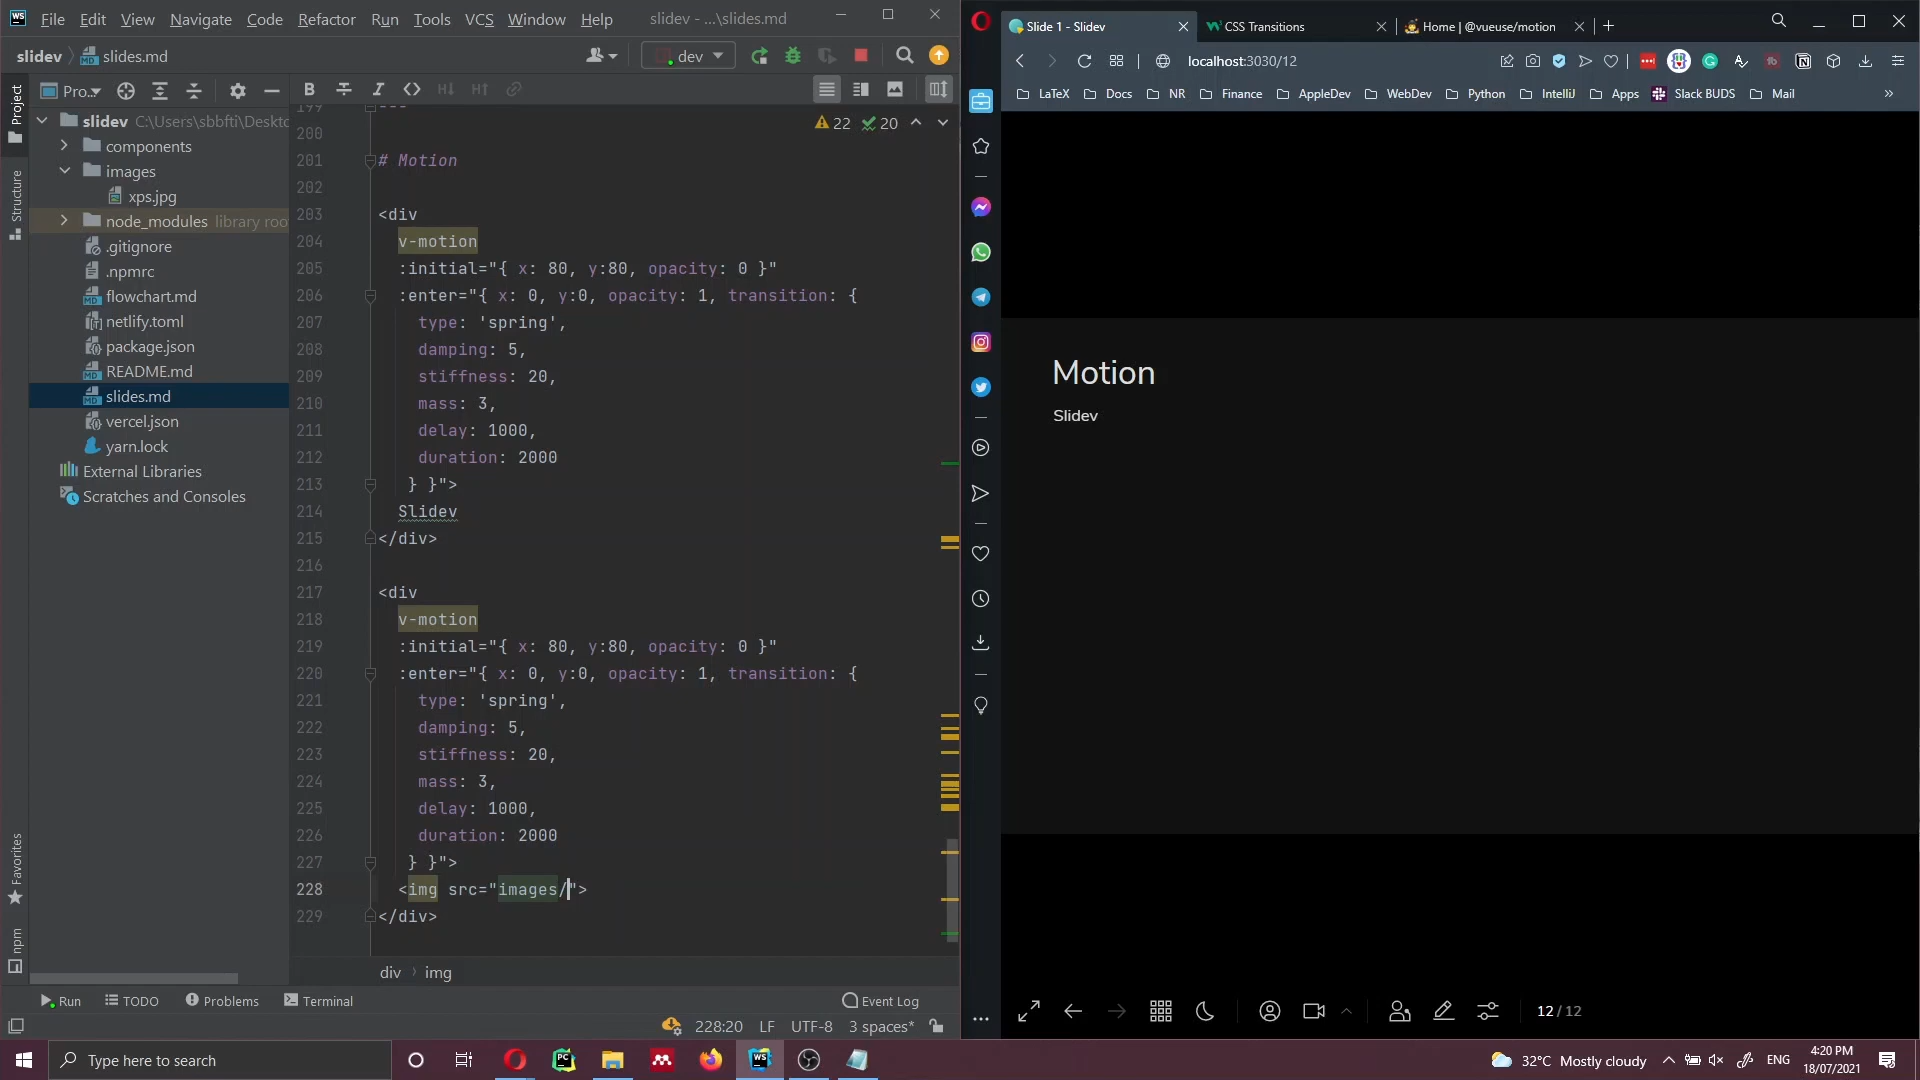 File Edit View Navigate Code Refactor Run Tools VCS Window Help slidev - ...\slides.md
slidev slides.md
dev
Pro...
slidev C:\Users\sbbfti\Deskto
components
images
xps.jpg
node_modules library roo
.gitignore
.npmrc
flowchart.md
netlify.toml
package.json
README.md
slides.md
vercel.json
yarn.lock
External Libraries
Scratches and Consoles
Project
Structure
Favorites
npm
22 20
199 ---
200
201 # Motion
202
203 <div
204 v-motion
205 :initial="{ x: 80, y:80, opacity: 0 }"
206 :enter="{ x: 0, y:0, opacity: 1, transition: {
207 type: 'spring',
208 damping: 5,
209 stiffness: 20,
210 mass: 3,
211 delay: 1000,
212 duration: 2000
213 } }">
214 Slidev
215 </div>
216
217 <div
218 v-motion
219 :initial="{ x: 80, y:80, opacity: 0 }"
220 :enter="{ x: 0, y:0, opacity: 1, transition: {
221 type: 'spring',
222 damping: 5,
223 stiffness: 20,
224 mass: 3,
225 delay: 1000,
226 duration: 2000
227 } }">
228 <img src="images/">
229 </div>
div › img
Run TODO Problems Terminal Event Log
228:20 LF UTF-8 3 spaces*
Slide 1 - Slidev CSS Transitions Home | @vueuse/motion
localhost:3030/12
LaTeX Docs NR Finance AppleDev WebDev Python IntelliJ Apps Slack BUDS Mail
Motion
Slidev
12 / 12
Type here to search
32°C Mostly cloudy ENG
4:20 PM
18/07/2021